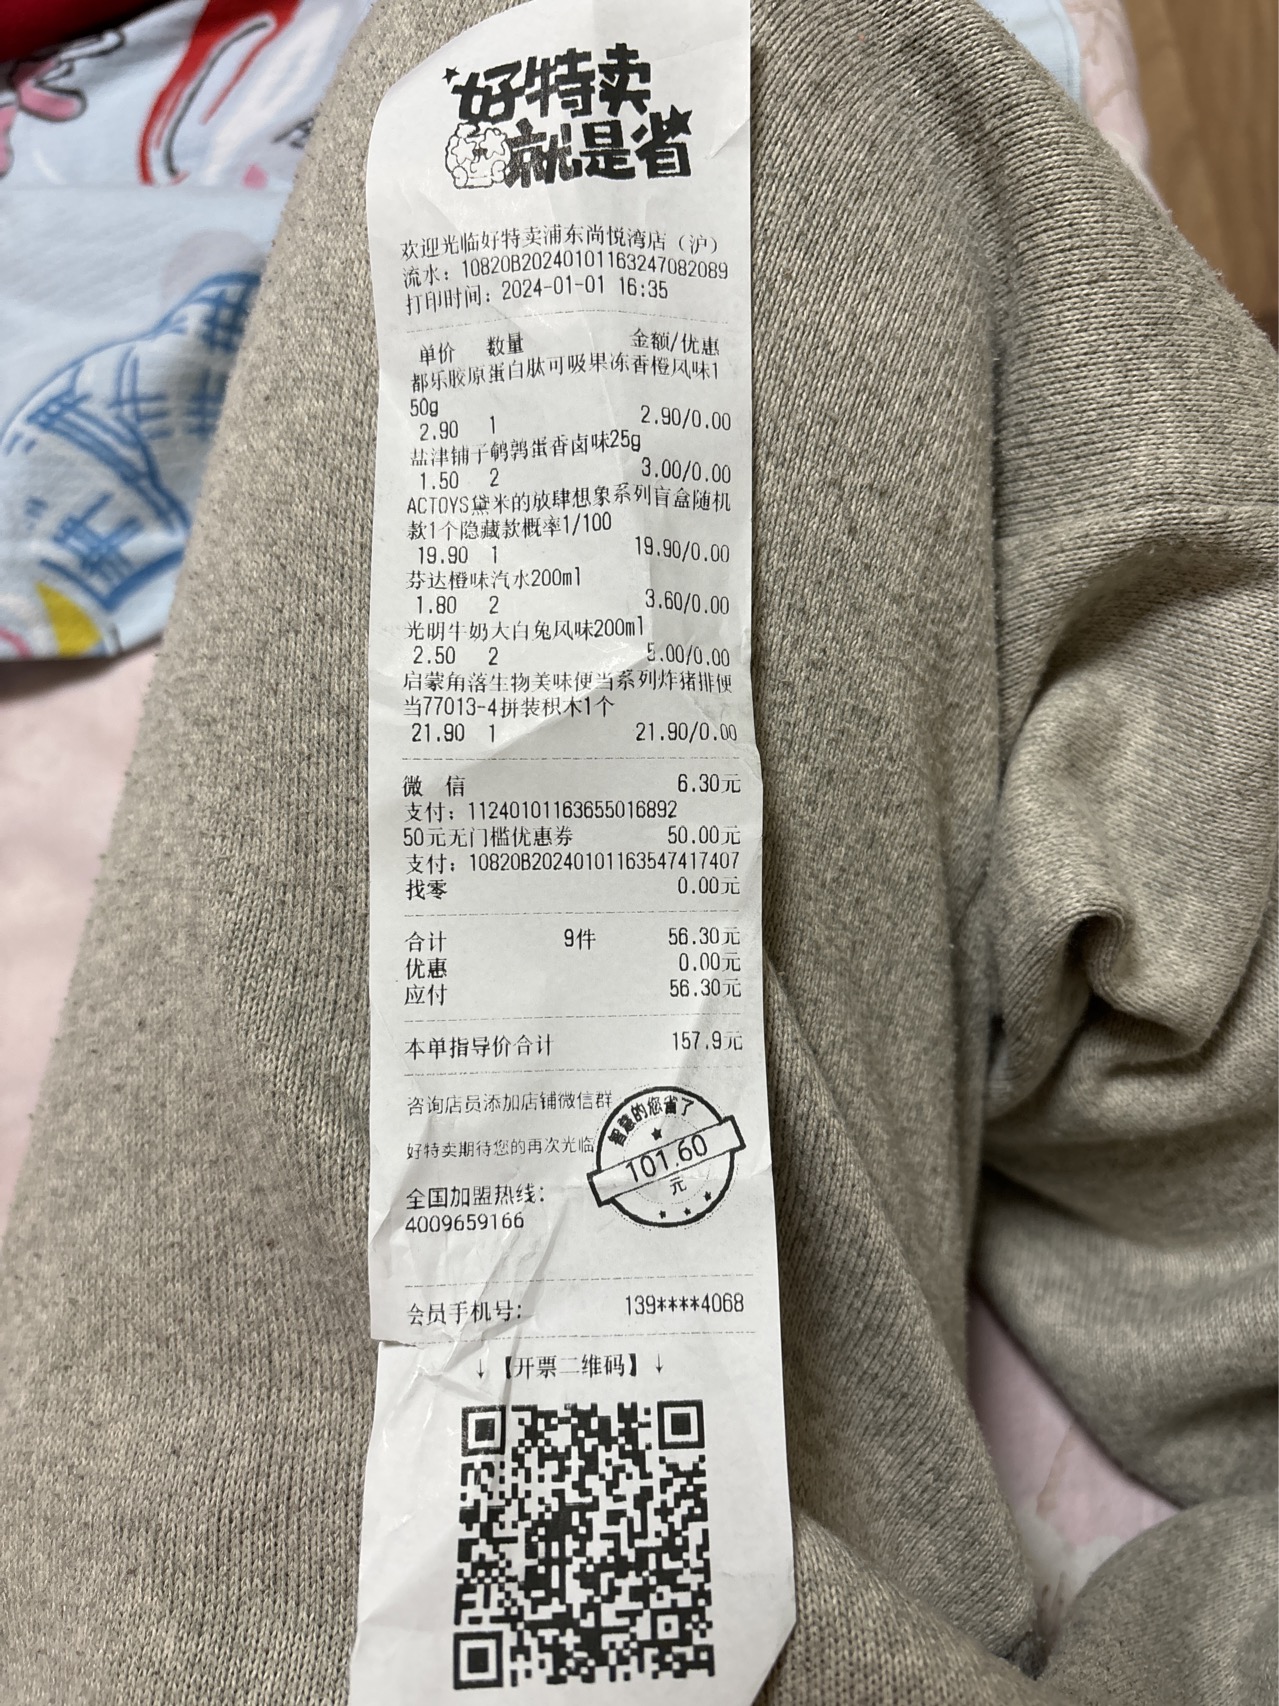 好特卖
就是省
欢迎光临好特卖浦东尚悦湾店（沪）
流水：10820B20240101163247082089
打印时间：2024-01-01 16:35
单价 数量 金额/优惠
都乐胶原蛋白肽可吸果冻香橙风味1
50g
2.90 1 2.90/0.00
盐津铺子鹌鹑蛋香卤味25g
1.50 2 3.00/0.00
ACTOYS黛米的放肆想象系列盲盒随机
款1个隐藏款概率1/100
19.90 1 19.90/0.00
芬达橙味汽水200ml
1.80 2 3.60/0.00
光明牛奶大白兔风味200ml
2.50 2 5.00/0.00
启蒙角落生物美味便当系列炸猪排便
当77013-4拼装积木1个
21.90 1 21.90/0.00
微 信 6.30元
支付：11240101163655016892
50元无门槛优惠券 50.00元
支付：10820B20240101163547417407
找零 0.00元
合计 9件 56.30元
优惠 0.00元
应付 56.30元
本单指导价合计 157.9元
咨询店员添加店铺微信群
好特卖期待您的再次光临
智慧的您省了
101.60
元
全国加盟热线：
4009659166
会员手机号： 139****4068
↓【开票二维码】↓